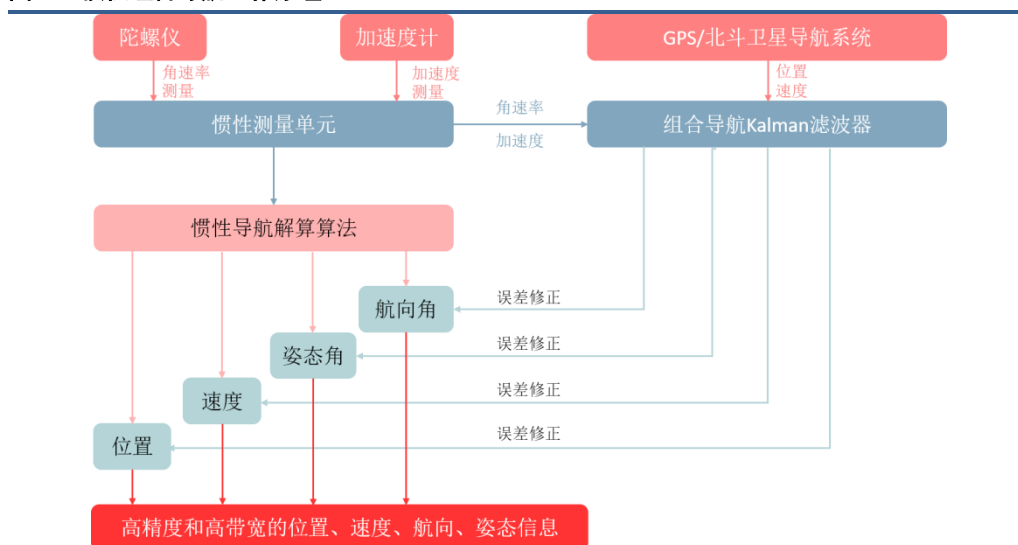 陀螺仪
加速度计
GPS/北斗卫星导航系统
角速率
测量
加速度
测量
位置
速度
惯性测量单元
角速率
加速度
组合导航Kalman滤波器
惯性导航解算算法
航向角
误差修正
姿态角
误差修正
速度
误差修正
位置
误差修正
高精度和高带宽的位置、速度、航向、姿态信息